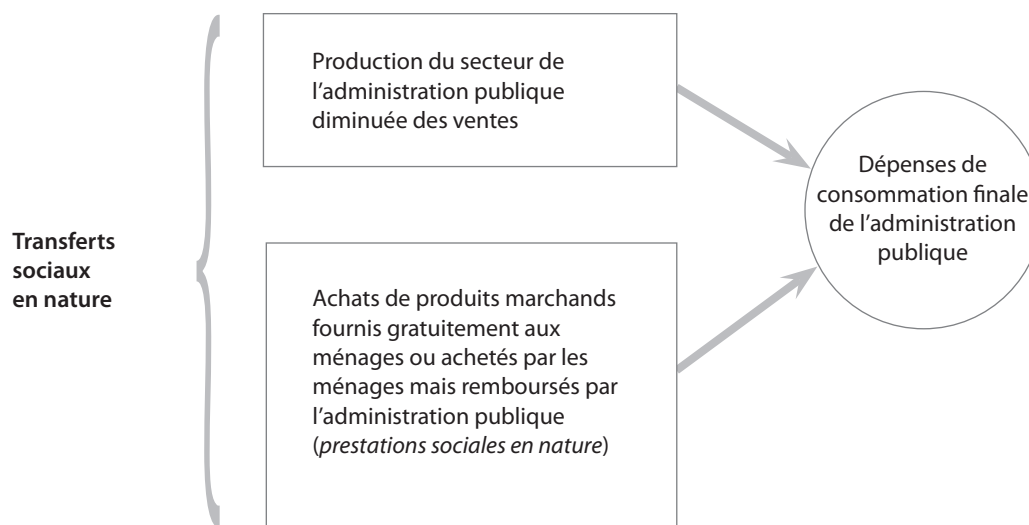 Transferts
sociaux
en nature
Production du secteur de
l’administration publique
diminuée des ventes
Achats de produits marchands
fournis gratuitement aux
ménages ou achetés par les
ménages mais remboursés par
l’administration publique
(prestations sociales en nature)
Dépenses de
consommation finale
de l’administration
publique